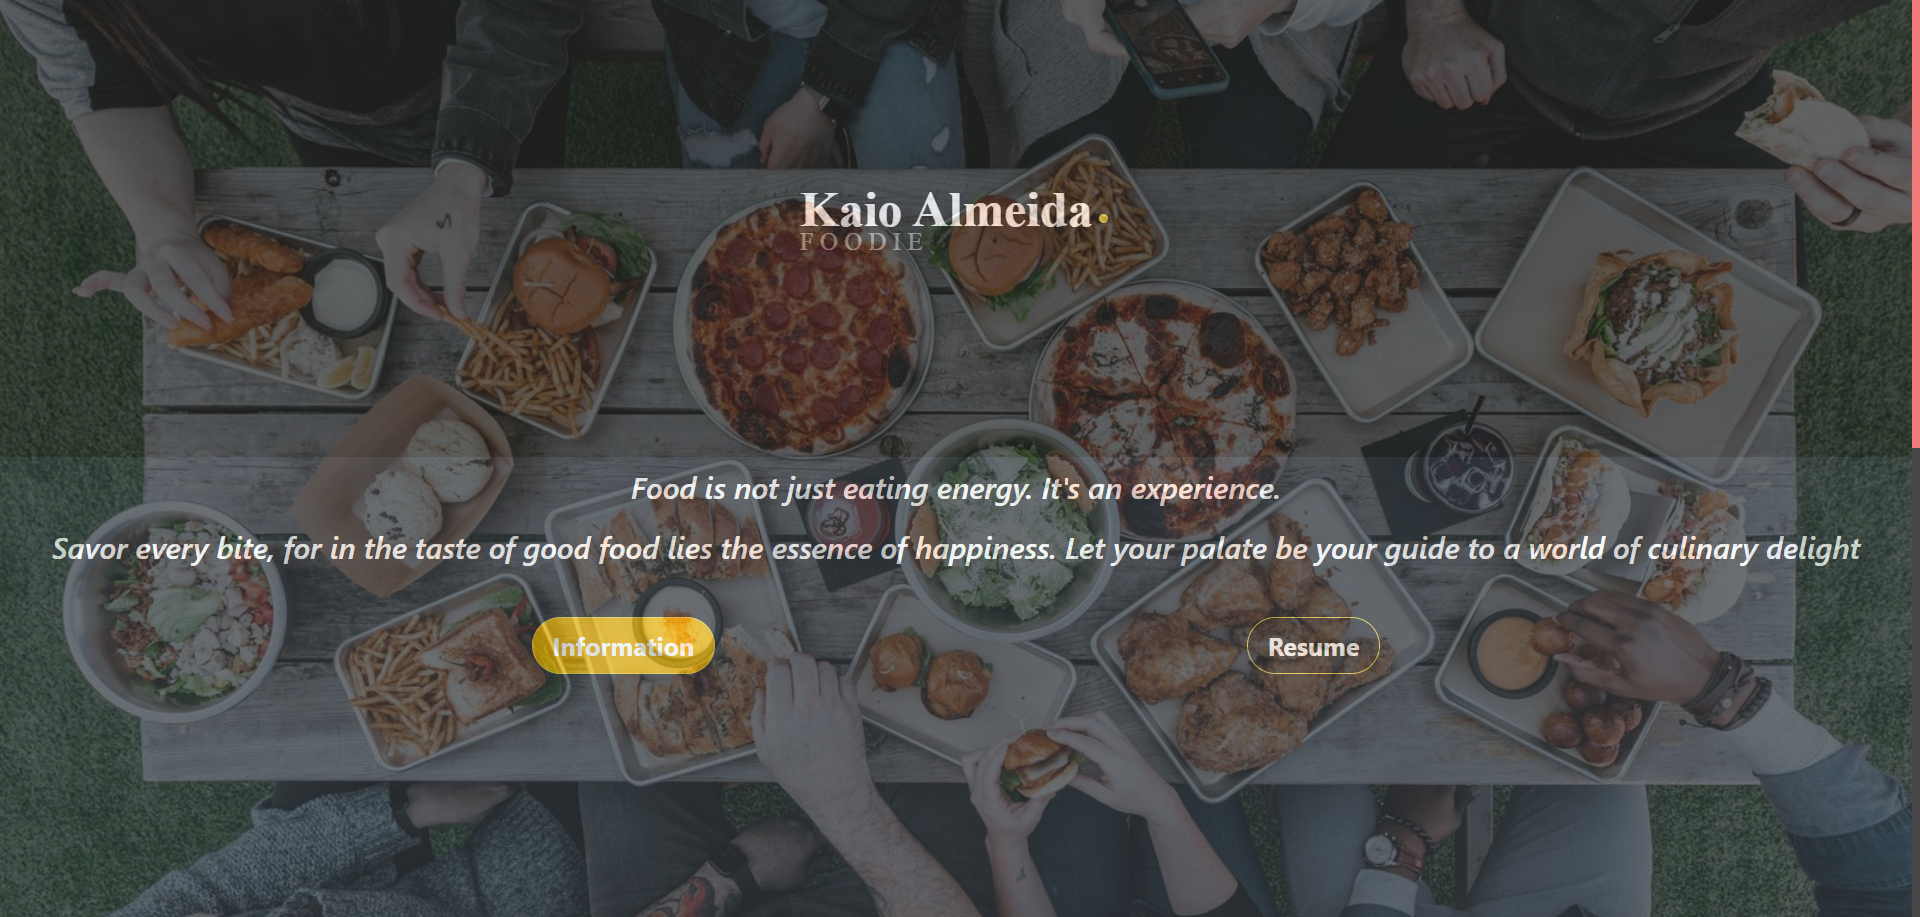 Kaio Almeida.
FOODIE
Food is not just eating energy. It's an experience.
Savor every bite, for in the taste of good food lies the essence of happiness. Let your palate be your guide to a world of culinary delight
Information
Resume